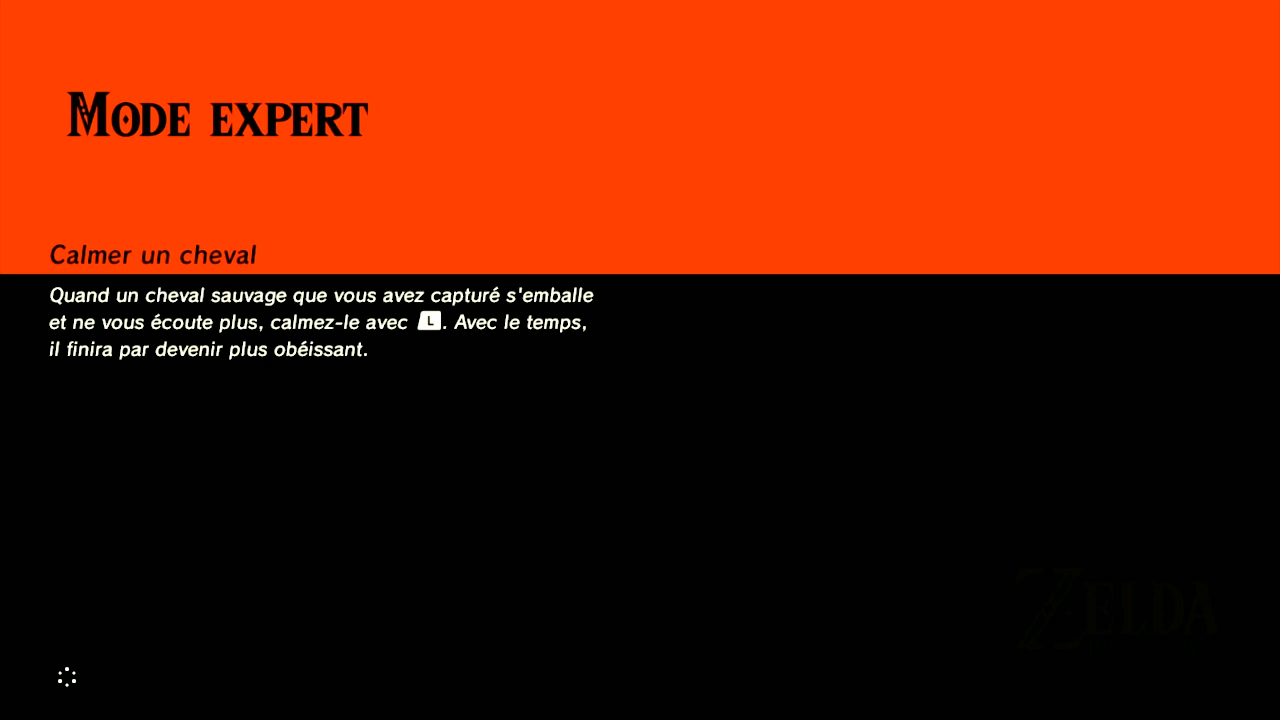 Mode expert
Calmer un cheval
Quand un cheval sauvage que vous avez capturé s'emballe
et ne vous écoute plus, calmez-le avec L. Avec le temps,
il finira par devenir plus obéissant.
ZELDA